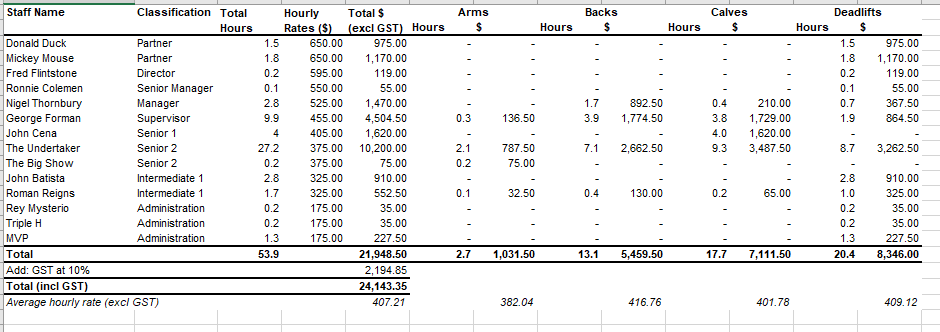 Staff Name Classification Total Hourly Total $ Arms Backs Calves Deadlifts
Hours Rates ($) (excl GST) Hours $ Hours $ Hours $ Hours $
Donald Duck Partner 1.5 650.00 975.00 - - - - - - 1.5 975.00
Mickey Mouse Partner 1.8 650.00 1,170.00 - - - - - - 1.8 1,170.00
Fred Flintstone Director 0.2 595.00 119.00 - - - - - - 0.2 119.00
Ronnie Colemen Senior Manager 0.1 550.00 55.00 - - - - - - 0.1 55.00
Nigel Thornbury Manager 2.8 525.00 1,470.00 - - 1.7 892.50 0.4 210.00 0.7 367.50
George Forman Supervisor 9.9 455.00 4,504.50 0.3 136.50 3.9 1,774.50 3.8 1,729.00 1.9 864.50
John Cena Senior 1 4 405.00 1,620.00 - - - - 4.0 1,620.00 - -
The Undertaker Senior 2 27.2 375.00 10,200.00 2.1 787.50 7.1 2,662.50 9.3 3,487.50 8.7 3,262.50
The Big Show Senior 2 0.2 375.00 75.00 0.2 75.00 - - - - - -
John Batista Intermediate 1 2.8 325.00 910.00 - - - - - - 2.8 910.00
Roman Reigns Intermediate 1 1.7 325.00 552.50 0.1 32.50 0.4 130.00 0.2 65.00 1.0 325.00
Rey Mysterio Administration 0.2 175.00 35.00 - - - - - - 0.2 35.00
Triple H Administration 0.2 175.00 35.00 - - - - - - 0.2 35.00
MVP Administration 1.3 175.00 227.50 - - - - - - 1.3 227.50
Total 53.9 21,948.50 2.7 1,031.50 13.1 5,459.50 17.7 7,111.50 20.4 8,346.00
Add: GST at 10% 2,194.85
Total (incl GST) 24,143.35
Average hourly rate (excl GST) 407.21 382.04 416.76 401.78 409.12